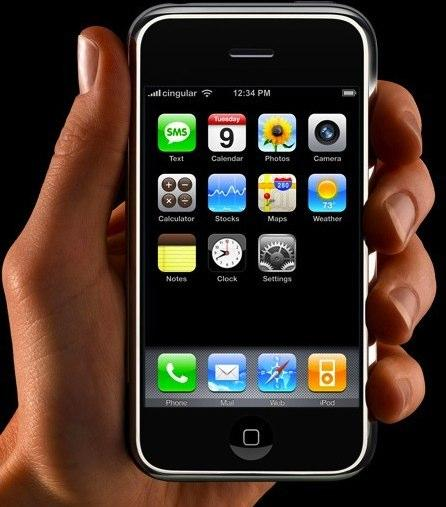 cingular 12:34 PM
SMS Tuesday 9
Text Calendar Photos Camera
280 73°
Calculator Stocks Maps Weather
Notes Clock Settings
Phone Mail Web iPod